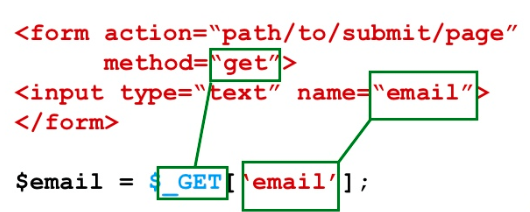 <form action=“path/to/submit/page”
method=“get”>
<input type=“text” name=“email”>
</form>
$email = $_GET[‘email’];